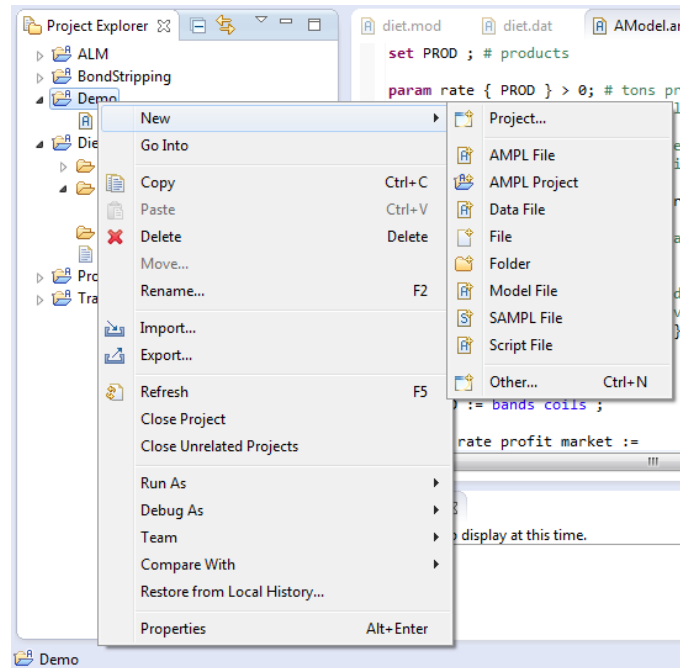 Project Explorer
ALM
BondStripping
Demo
Die
Pro
Tra
New
Go Into
Copy Ctrl+C
Paste Ctrl+V
Delete Delete
Move...
Rename... F2
Import...
Export...
Refresh F5
Close Project
Close Unrelated Projects
Run As
Debug As
Team
Compare With
Restore from Local History...
Properties Alt+Enter
Project...
AMPL File
AMPL Project
Data File
File
Folder
Model File
SAMPL File
Script File
Other... Ctrl+N
diet.mod diet.dat AModel.a
set PROD ; # products
param rate { PROD } > 0; # tons pr
:= bands coils ;
rate profit market :=
display at this time.
Demo